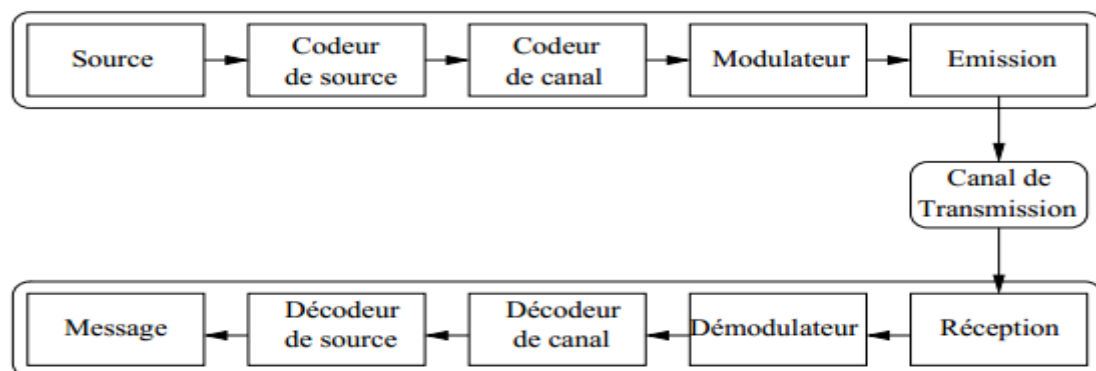 Source
Codeur
de source
Codeur
de canal
Modulateur
Emission
Canal de
Transmission
Message
Décodeur
de source
Décodeur
de canal
Démodulateur
Réception